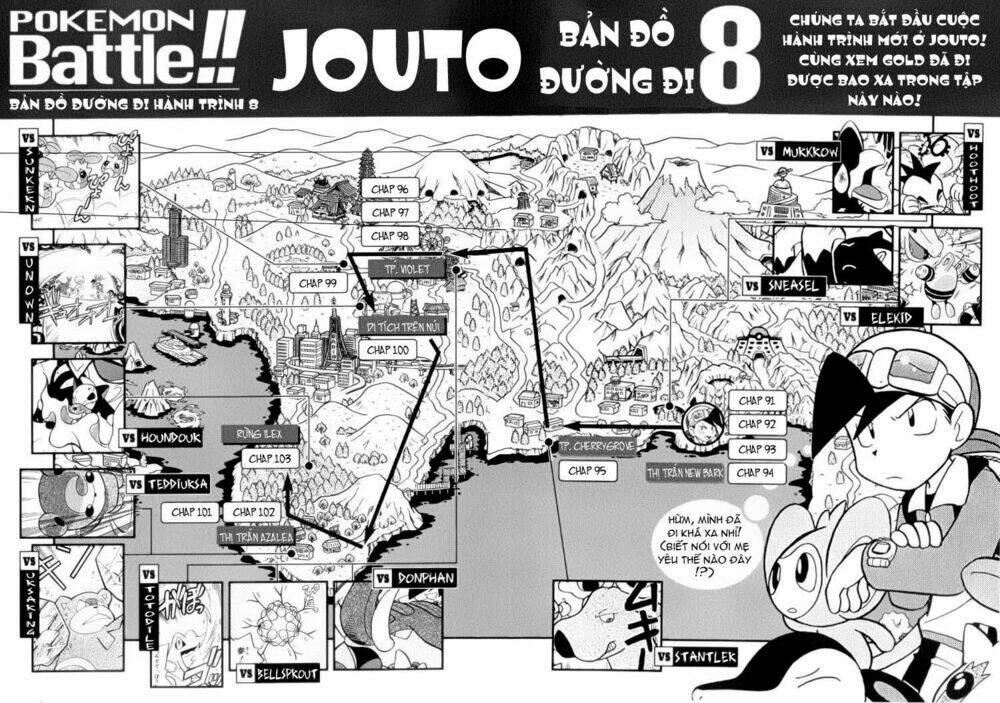 POKEMON
Battle!!
BẢN ĐỒ ĐƯỜNG ĐI HÀNH TRÌNH 8
JOUTO
BẢN ĐỒ
ĐƯỜNG ĐI
8
CHÚNG TA BẮT ĐẦU CUỘC
HÀNH TRÌNH MỚI Ở JOUTO!
CÙNG XEM GOLD ĐÃ ĐI
ĐƯỢC BAO XA TRONG TẬP
NÀY NÀO!
VS SUNKERN
VS MUKKKOW
VS HOOTHOOT
CHAP 96
CHAP 97
CHAP 98
TP. VIOLET
CHAP 99
VS UNOWN
VS SNEASEL
VS ELEKID
DI TÍCH TRÊN NÚI
CHAP 100
CHAP 91
CHAP 92
CHAP 93
CHAP 94
VS HOUNDOUK
RỪNG ILEX
CHAP 103
TP. CHERRYGROVE
CHAP 95
THỊ TRẤN NEW BARK
VS TEDDIUKSA
CHAP 101
CHAP 102
THỊ TRẤN AZALEA
HỪM, MÌNH ĐÃ
ĐI KHÁ XA NHỈ!
(BIẾT NÓI VỚI MẸ
YÊU THẾ NÀO ĐÂY
!?)
VS UKSAKING
VS TOTODILE
VS BELLSPKOUT
VS DONPHAN
VS STANTLEK